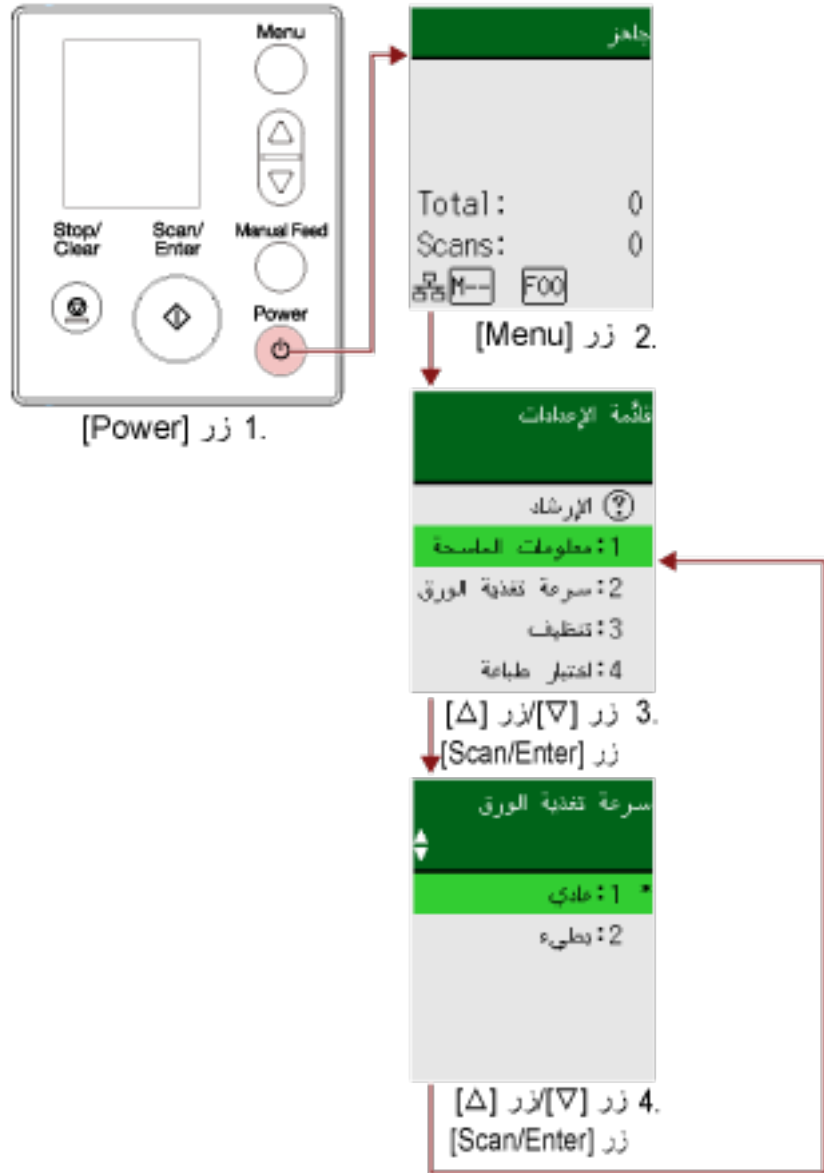 Menu
Stop/
Clear
Scan/
Enter
Manual Feed
Power
1. زر [Power]
جاهز
Total: 0
Scans: 0
M-- F00
2. زر [Menu]
قائمة الإعدادات
? الإرشاد
1: معلومات الماسحة
2: سرعة تغذية الورق
3: تنظيف
4: اختبار طباعة
3. زر [▽]/زر [△]
زر [Scan/Enter]
سرعة تغذية الورق
* 1: عادي
2: بطيء
4. زر [▽]/زر [△]
زر [Scan/Enter]